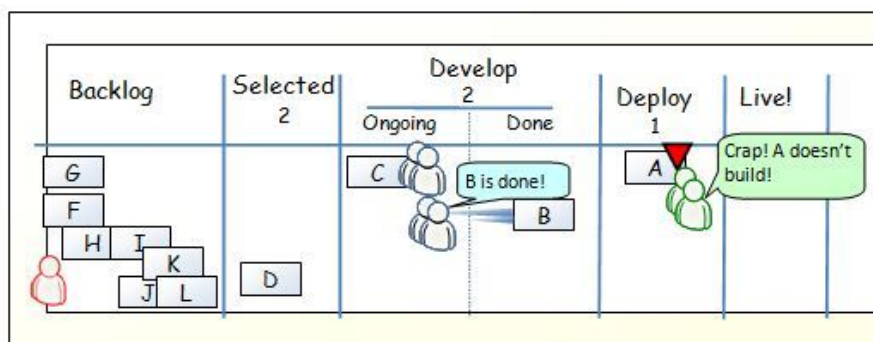 Backlog
Selected
2
Develop
2
Ongoing
Done
Deploy
1
Live!
G
F
H
I
K
J
L
D
C
B is done!
B
A
Crap! A doesn't
build!